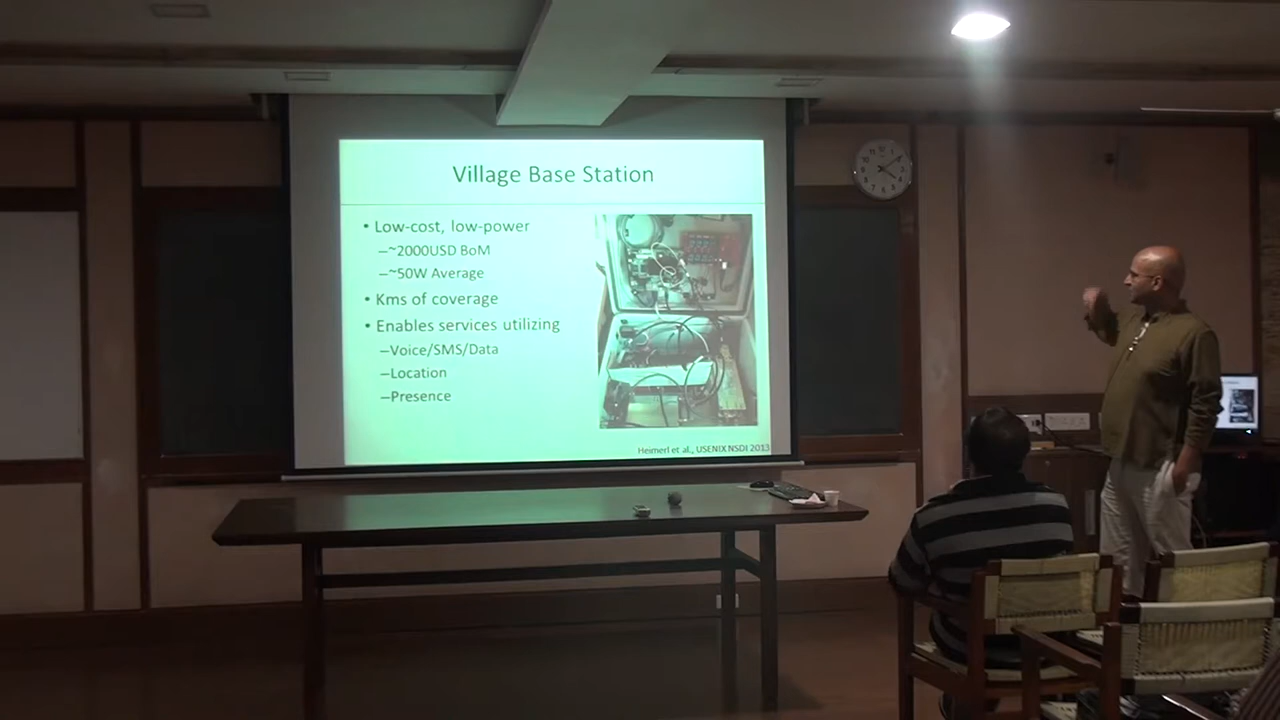 Village Base Station
• Low-cost, low-power
–~2000USD BoM
–~50W Average
• Kms of coverage
• Enables services utilizing
–Voice/SMS/Data
–Location
–Presence
Heimerl et al., USENIX NSDI 2013